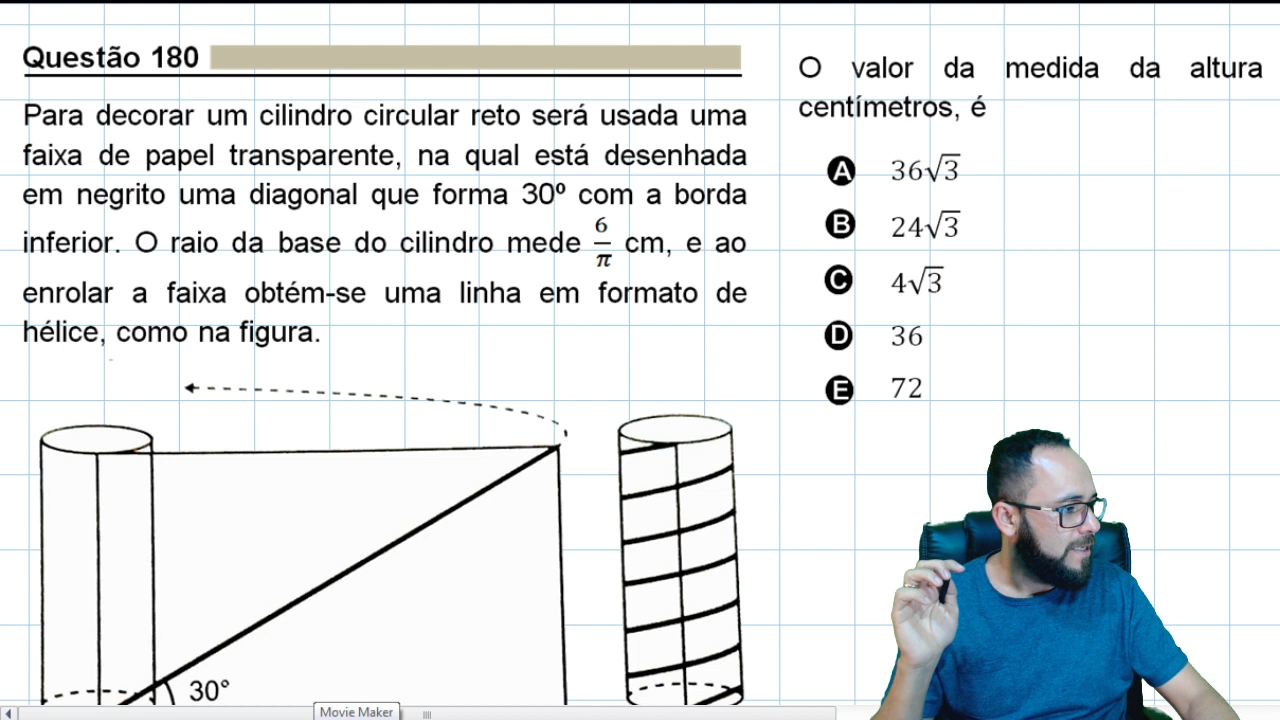 Questão 180
Para decorar um cilindro circular reto será usada uma
faixa de papel transparente, na qual está desenhada
em negrito uma diagonal que forma 30º com a borda
inferior. O raio da base do cilindro mede 6/π cm, e ao
enrolar a faixa obtém-se uma linha em formato de
hélice, como na figura.
30°
Movie Maker
O valor da medida da altura
centímetros, é
A 36√3
B 24√3
C 4√3
D 36
E 72